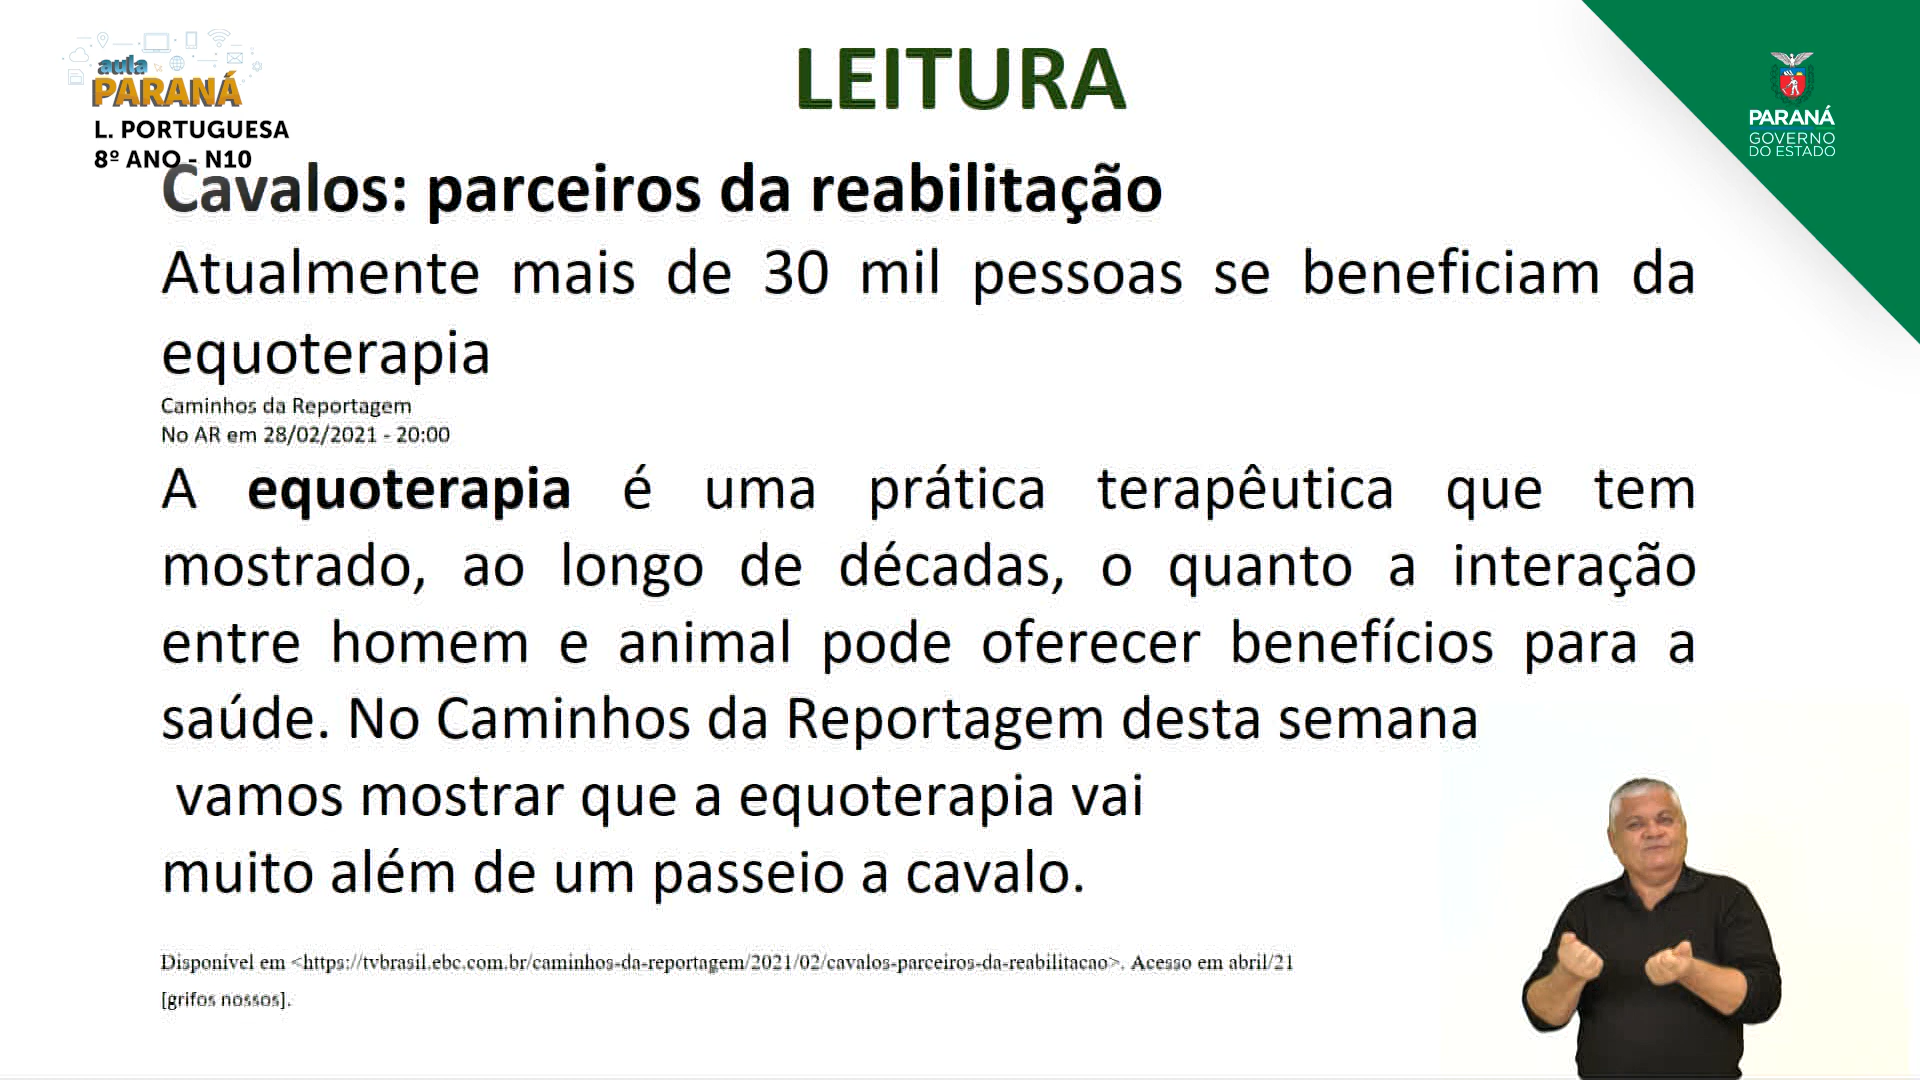 aula
PARANÁ
L. PORTUGUESA
8º ANO - N10
LEITURA
PARANÁ
GOVERNO
DO ESTADO
Cavalos: parceiros da reabilitação
Atualmente mais de 30 mil pessoas se beneficiam da
equoterapia
Caminhos da Reportagem
No AR em 28/02/2021 - 20:00
A equoterapia é uma prática terapêutica que tem
mostrado, ao longo de décadas, o quanto a interação
entre homem e animal pode oferecer benefícios para a
saúde. No Caminhos da Reportagem desta semana
vamos mostrar que a equoterapia vai
muito além de um passeio a cavalo.
Disponível em <https://tvbrasil.ebc.com.br/caminhos-da-reportagem/2021/02/cavalos-parceiros-da-reabilitacao>. Acesso em abril/21
[grifos nossos].